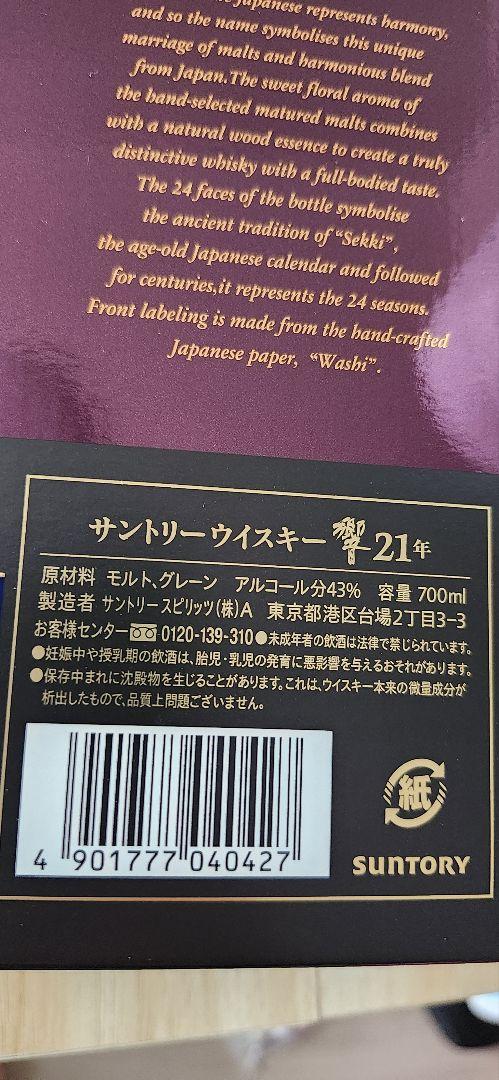 Japanese represents harmony,
and so the name symbolises this unique
marriage of malts and harmonious blend
from Japan.The sweet floral aroma of
the hand-selected matured malts combines
with a natural wood essence to create a truly
distinctive whisky with a full-bodied taste.
The 24 faces of the bottle symbolise
the ancient tradition of “Sekki”,
the age-old Japanese calendar and followed
for centuries,it represents the 24 seasons.
Front labeling is made from the hand-crafted
Japanese paper, “Washi”.
サントリーウイスキー 響 21年
原材料 モルト、グレーン アルコール分43% 容量 700ml
製造者 サントリースピリッツ(株)A 東京都港区台場2丁目3-3
お客様センター 0120-139-310●未成年者の飲酒は法律で禁じられています。
●妊娠中や授乳期の飲酒は、胎児・乳児の発育に悪影響を与えるおそれがあります。
●保存中まれに沈殿物を生じることがあります。これは、ウイスキー本来の微量成分が
析出したもので、品質上問題ございません。
紙
4 901777 040427
SUNTORY